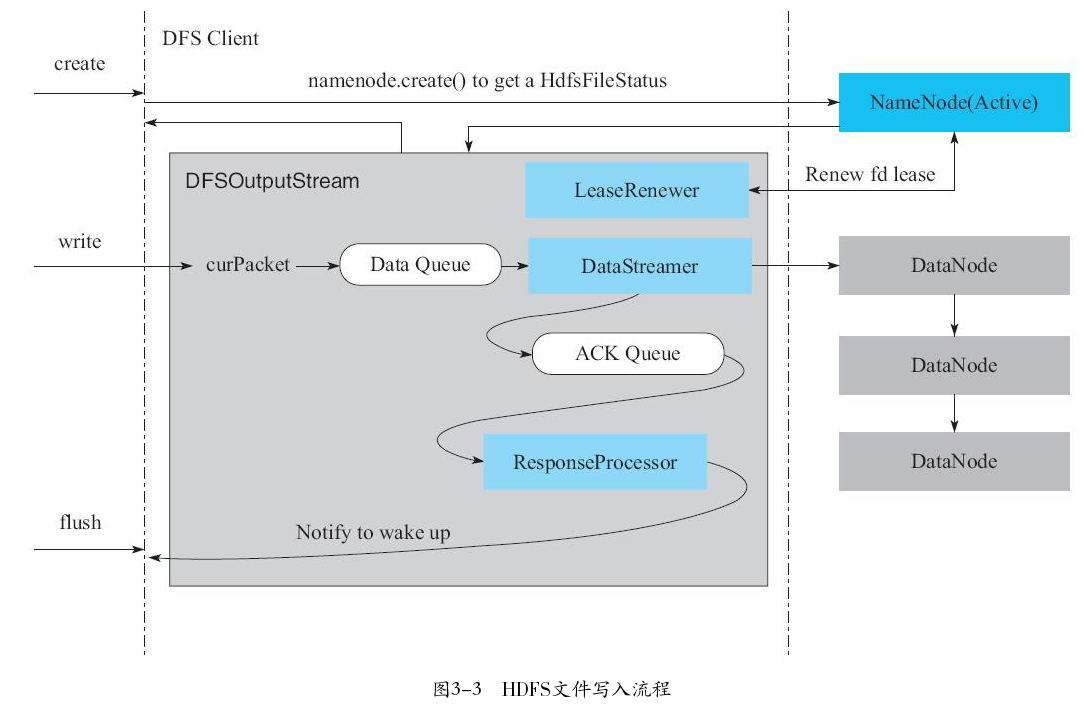 DFS Client
create
namenode.create() to get a HdfsFileStatus
NameNode(Active)
DFSOutputStream
LeaseRenewer
Renew fd lease
write
curPacket
Data Queue
DataStreamer
DataNode
ACK Queue
DataNode
ResponseProcessor
DataNode
flush
Notify to wake up
图3-3 HDFS文件写入流程